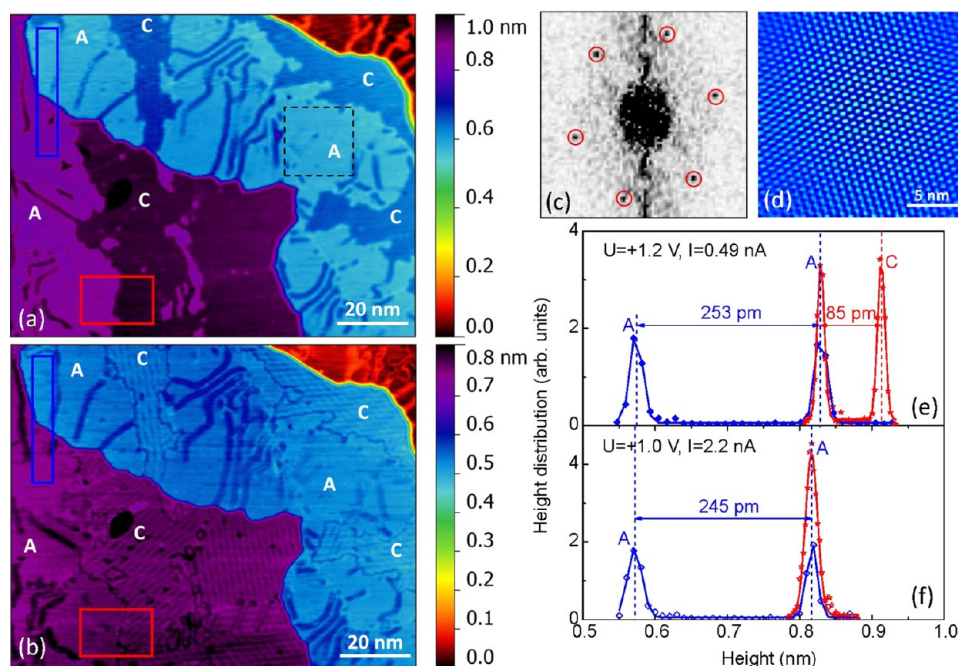 A
C
C
A
A
C
C
(a)
20 nm
1.0 nm
0.8
0.6
0.4
0.2
0.0
A
C
A
A
C
C
(b)
20 nm
0.8 nm
0.7
0.6
0.5
0.4
0.3
0.2
0.1
0.0 nm
(c)
(d)
5 nm
U=+1.2 V, I=0.49 nA
A
C
A
253 pm
85 pm
(e)
U=+1.0 V, I=2.2 nA
A
A
245 pm
(f)
4
2
0
4
2
0
Height distribution (arb. units)
0.5 0.6 0.7 0.8 0.9 1.0
Height (nm)